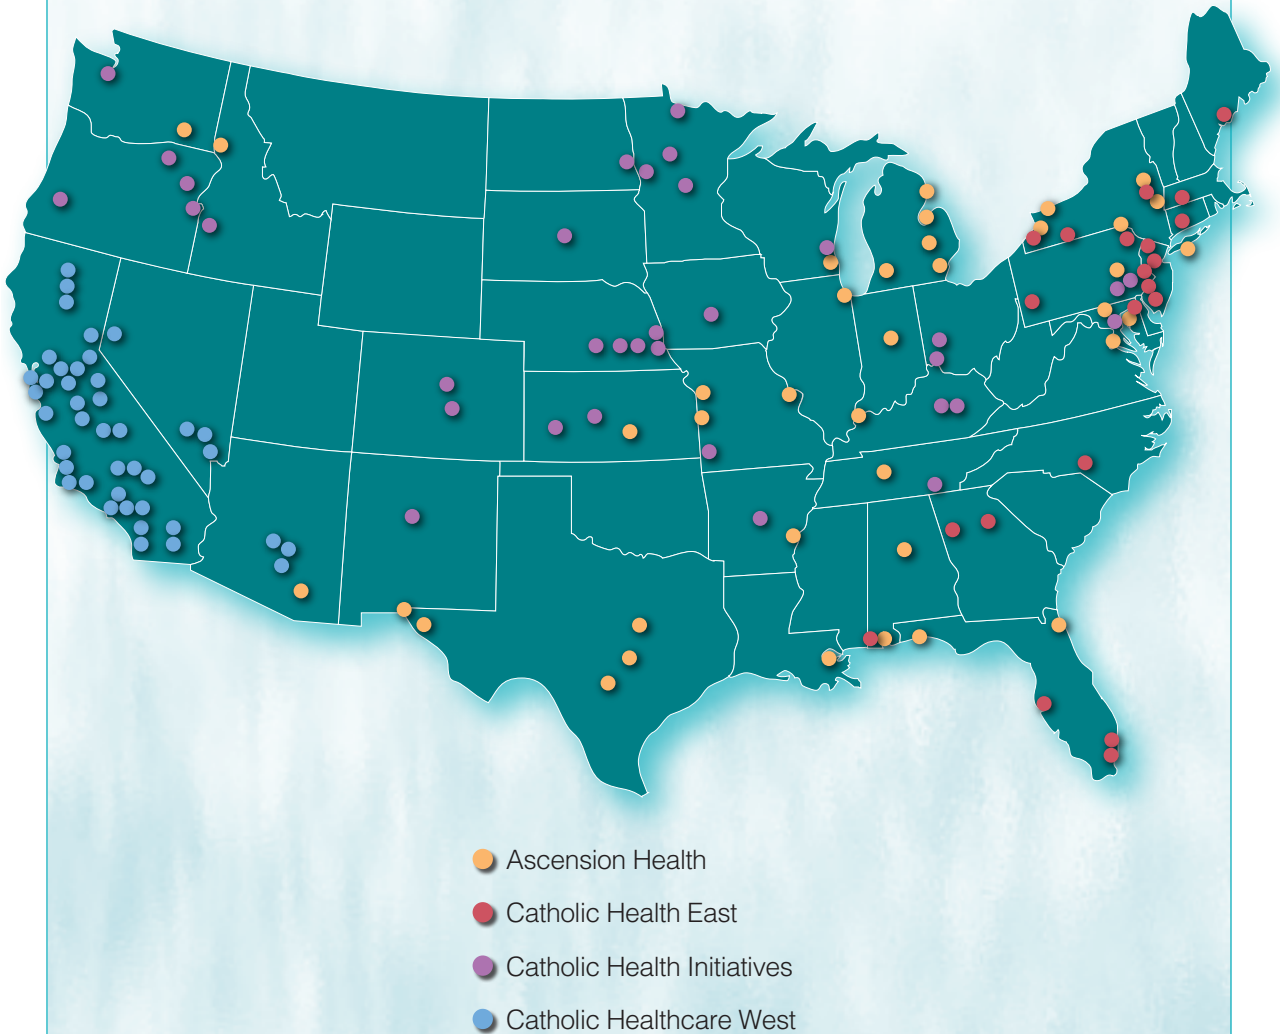 Ascension Health
Catholic Health East
Catholic Health Initiatives
Catholic Healthcare West